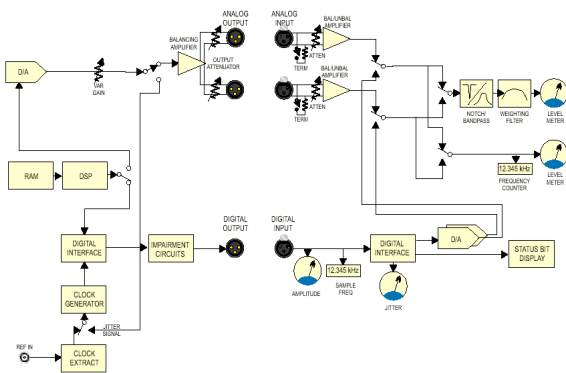 ANALOG
OUTPUT
ANALOG
INPUT
BAL/UNBAL
AMPLIFIER
BALANCING
AMPLIFIER
D/A
VAR
GAIN
OUTPUT
ATTENUATOR
ATTEN
TERM
BAL/UNBAL
AMPLIFIER
ATTEN
TERM
NOTCH/
BANDPASS
WEIGHTING
FILTER
LEVEL
METER
12.345 kHz
FREQUENCY
COUNTER
LEVEL
METER
RAM
DSP
DIGITAL
OUTPUT
DIGITAL
INPUT
DIGITAL
INTERFACE
IMPAIRMENT
CIRCUITS
DIGITAL
INTERFACE
D/A
STATUS BIT
DISPLAY
AMPLITUDE
12.345 kHz
SAMPLE
FREQ
JITTER
CLOCK
GENERATOR
JITTER
SIGNAL
REF IN
CLOCK
EXTRACT